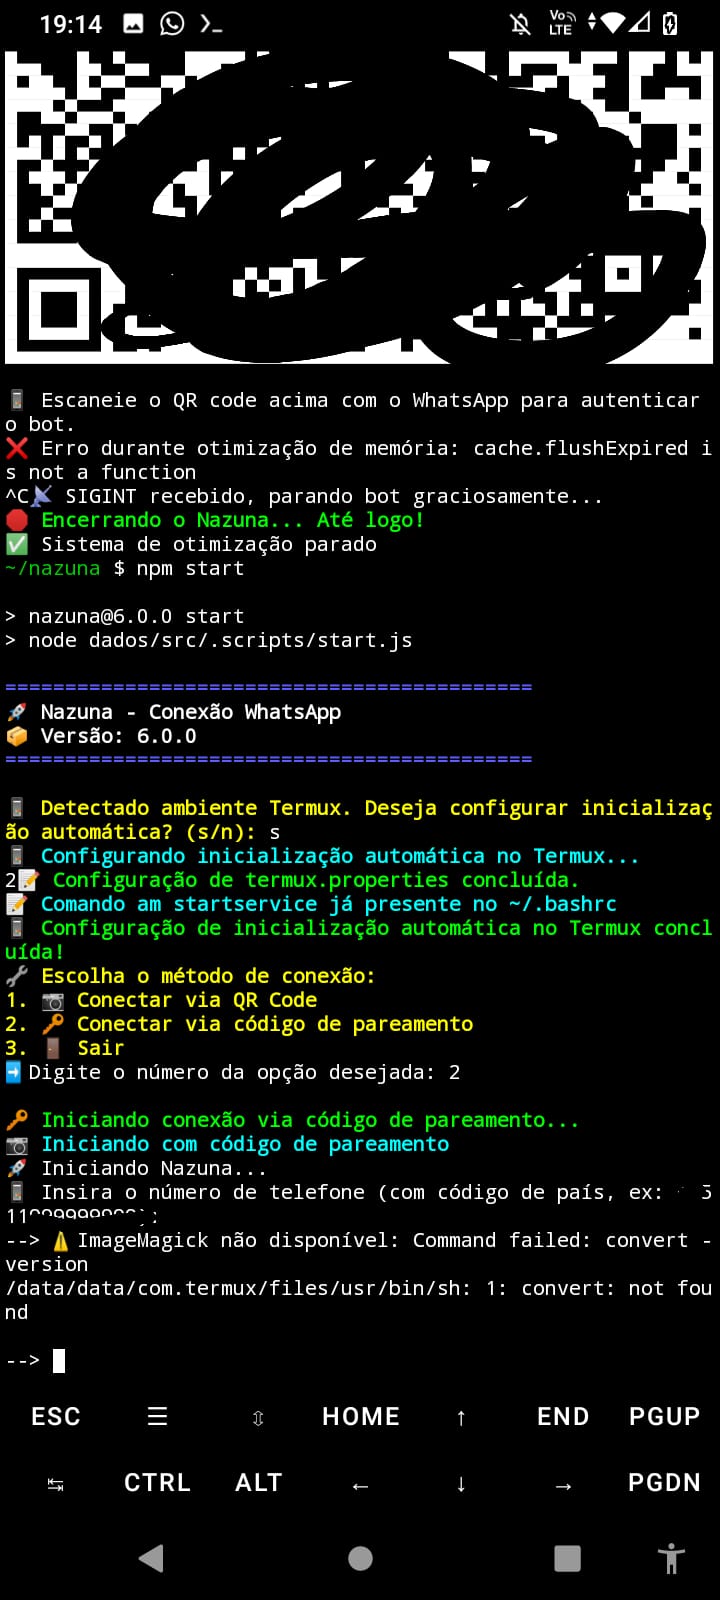 19:14 Vo LTE
📱 Escaneie o QR code acima com o WhatsApp para autenticar
o bot.
❌ Erro durante otimização de memória: cache.flushExpired i
s not a function
^C📡 SIGINT recebido, parando bot graciosamente...
🛑 Encerrando o Nazuna... Até logo!
✅ Sistema de otimização parado
~/nazuna $ npm start
> nazuna@6.0.0 start
> node dados/src/.scripts/start.js
============================================
🚀 Nazuna - Conexão WhatsApp
📦 Versão: 6.0.0
============================================
📱 Detectado ambiente Termux. Deseja configurar inicializaç
ão automática? (s/n): s
📱 Configurando inicialização automática no Termux...
2📝 Configuração de termux.properties concluída.
📝 Comando am startservice já presente no ~/.bashrc
📱 Configuração de inicialização automática no Termux concl
uída!
🔧 Escolha o método de conexão:
1. 📷 Conectar via QR Code
2. 🔑 Conectar via código de pareamento
3. 🚪 Sair
➡️Digite o número da opção desejada: 2
🔑 Iniciando conexão via código de pareamento...
📷 Iniciando com código de pareamento
🚀 Iniciando Nazuna...
📱 Insira o número de telefone (com código de país, ex: 5
--> ⚠️ImageMagick não disponível: Command failed: convert -
version
/data/data/com.termux/files/usr/bin/sh: 1: convert: not fou
nd
-->
ESC ☰ ⇳ HOME ↑ END PGUP
↹ CTRL ALT ← ↓ → PGDN